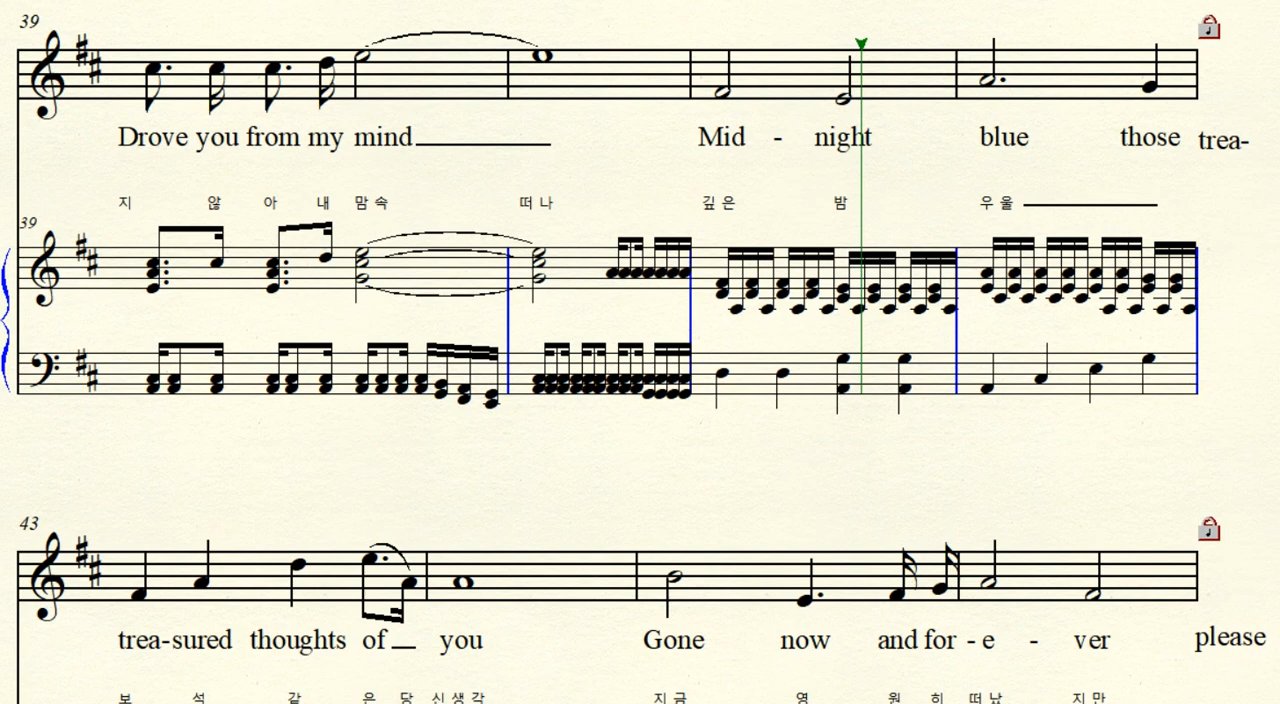 39
Drove you from my mind
Mid - night blue those trea-
지 않 아 내 맘 속 떠 나 깊 은 밤 우 울
39
43
trea-sured thoughts of you Gone now and for - e - ver please
보 석 같 은 당 신 생 각 지 금 영 원 히 떠 났 지 만